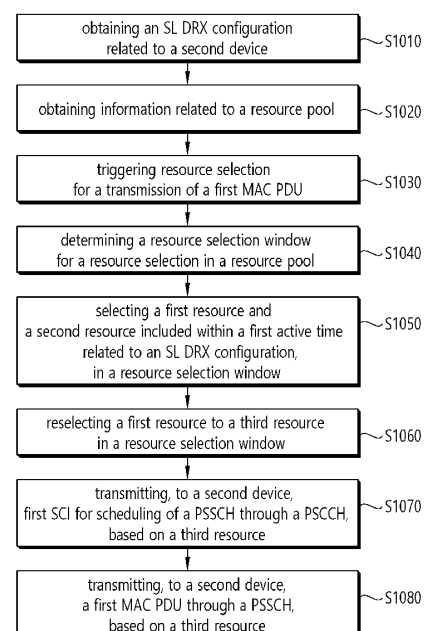 obtaining an SL DRX configuration
related to a second device
S1010
obtaining information related to a resource pool
S1020
triggering resource selection
for a transmission of a first MAC PDU
S1030
determining a resource selection window
for a resource selection in a resource pool
S1040
selecting a first resource and
a second resource included within a first active time
related to an SL DRX configuration,
in a resource selection window
S1050
reselecting a first resource to a third resource
in a resource selection window
S1060
transmitting, to a second device,
first SCI for scheduling of a PSSCH through a PSCCH,
based on a third resource
S1070
transmitting, to a second device,
a first MAC PDU through a PSSCH,
based on a third resource
S1080